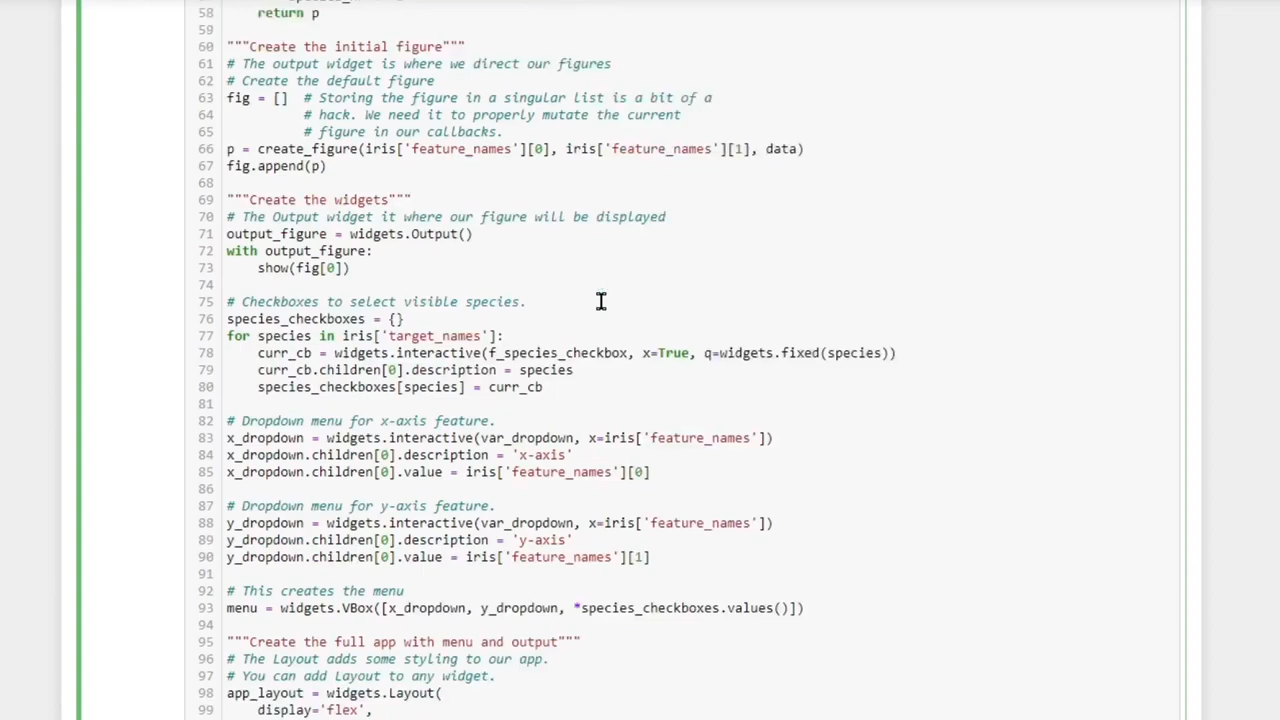 58 return p
59
60 """Create the initial figure"""
61 # The output widget is where we direct our figures
62 # Create the default figure
63 fig = [] # Storing the figure in a singular list is a bit of a
64 # hack. We need it to properly mutate the current
65 # figure in our callbacks.
66 p = create_figure(iris['feature_names'][0], iris['feature_names'][1], data)
67 fig.append(p)
68
69 """Create the widgets"""
70 # The Output widget it where our figure will be displayed
71 output_figure = widgets.Output()
72 with output_figure:
73 show(fig[0])
74
75 # Checkboxes to select visible species.
76 species_checkboxes = {}
77 for species in iris['target_names']:
78 curr_cb = widgets.interactive(f_species_checkbox, x=True, q=widgets.fixed(species))
79 curr_cb.children[0].description = species
80 species_checkboxes[species] = curr_cb
81
82 # Dropdown menu for x-axis feature.
83 x_dropdown = widgets.interactive(var_dropdown, x=iris['feature_names'])
84 x_dropdown.children[0].description = 'x-axis'
85 x_dropdown.children[0].value = iris['feature_names'][0]
86
87 # Dropdown menu for y-axis feature.
88 y_dropdown = widgets.interactive(var_dropdown, x=iris['feature_names'])
89 y_dropdown.children[0].description = 'y-axis'
90 y_dropdown.children[0].value = iris['feature_names'][1]
91
92 # This creates the menu
93 menu = widgets.VBox([x_dropdown, y_dropdown, *species_checkboxes.values()])
94
95 """Create the full app with menu and output"""
96 # The Layout adds some styling to our app.
97 # You can add Layout to any widget.
98 app_layout = widgets.Layout(
99 display='flex',